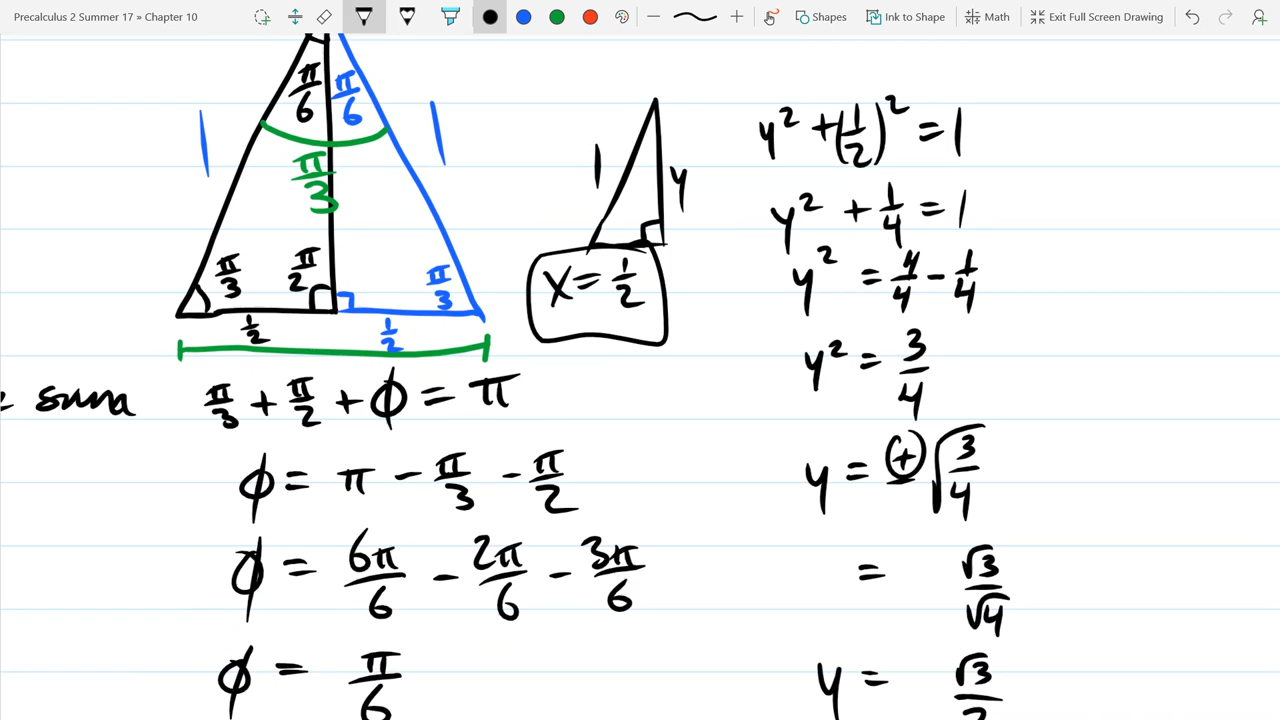 Precalculus 2 Summer 17 » Chapter 10
Shapes
Ink to Shape
Math
Exit Full Screen Drawing
π/6 π/6
1 1
π/3
π/3 π/2 π/3
1/2 1/2
1 y
x = 1/2
π/3 + π/2 + ϕ = π
ϕ = π - π/3 - π/2
ϕ = 6π/6 - 2π/6 - 3π/6
ϕ = π/6
y² + (1/2)² = 1
y² + 1/4 = 1
y² = 4/4 - 1/4
y² = 3/4
y = ± √3/4
= √3/√4
y = √3/2